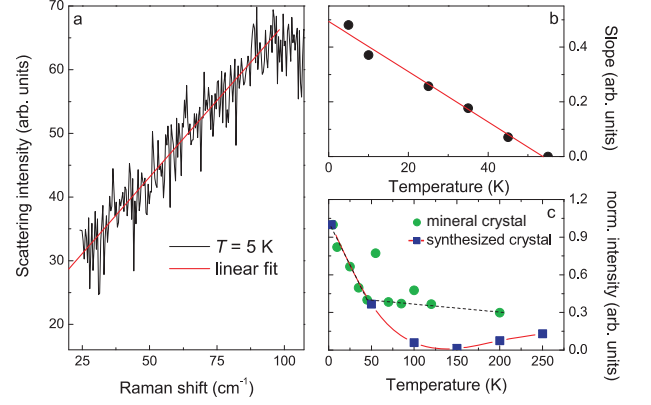 a
70
60
50
40
30
20
Scattering intensity (arb. units)
T = 5 K
linear fit
25
50
75
100
Raman shift (cm⁻¹)
b
0.4
0.2
0.0
Slope (arb. units)
0
20
40
Temperature (K)
c
mineral crystal
synthesized crystal
1.2
0.9
0.6
0.3
0.0
norm. intensity (arb. units)
0
50
100
150
200
250
Temperature (K)